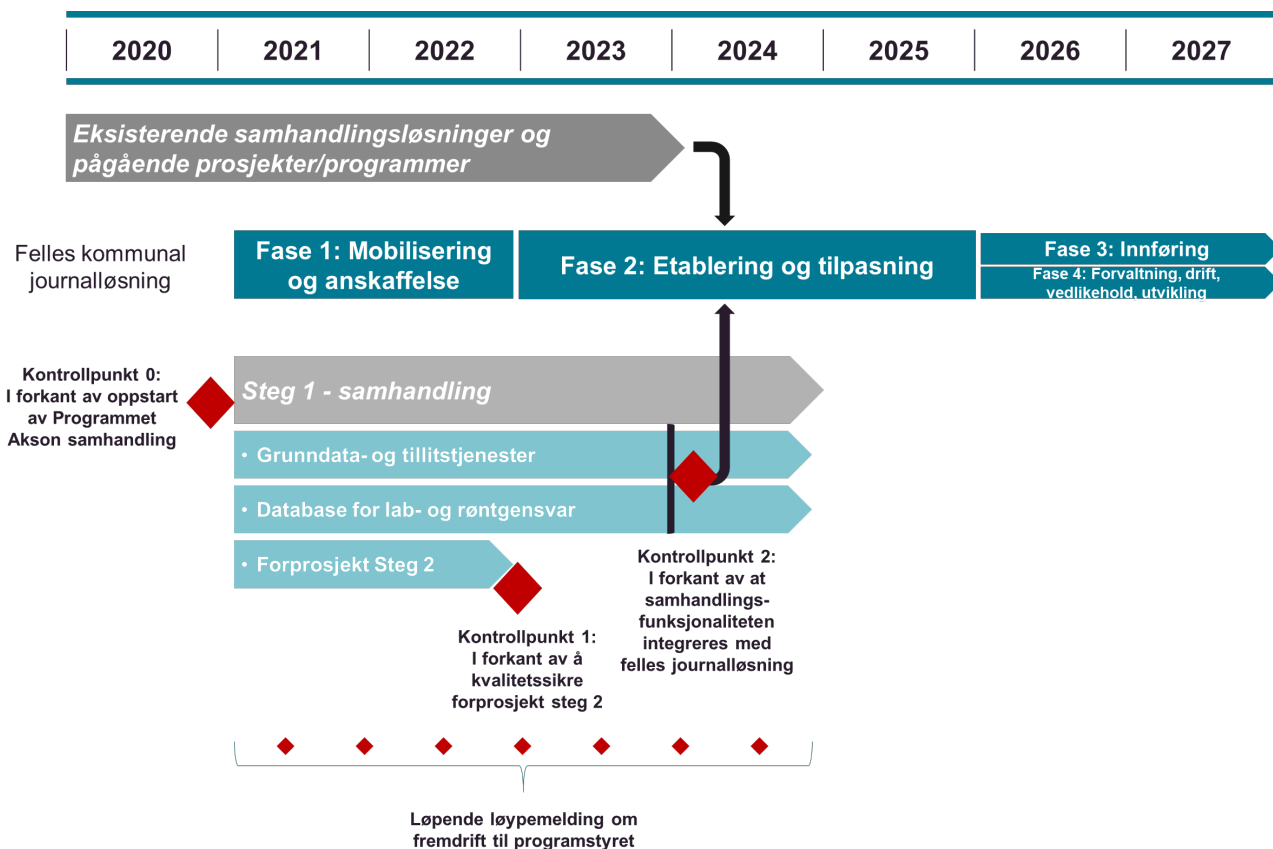 2020 2021 2022 2023 2024 2025 2026 2027
Eksisterende samhandlingsløsninger og
pågående prosjekter/programmer
Felles kommunal
journalløsning
Fase 1: Mobilisering
og anskaffelse
Fase 2: Etablering og tilpasning
Fase 3: Innføring
Fase 4: Forvaltning, drift,
vedlikehold, utvikling
Kontrollpunkt 0:
I forkant av oppstart
av Programmet
Akson samhandling
Steg 1 - samhandling
• Grunndata- og tillitstjenester
• Database for lab- og røntgensvar
• Forprosjekt Steg 2
Kontrollpunkt 1:
I forkant av å
kvalitetssikre
forprosjekt steg 2
Kontrollpunkt 2:
I forkant av at
samhandlings-
funksjonaliteten
integreres med
felles journalløsning
Løpende løypemelding om
fremdrift til programstyret